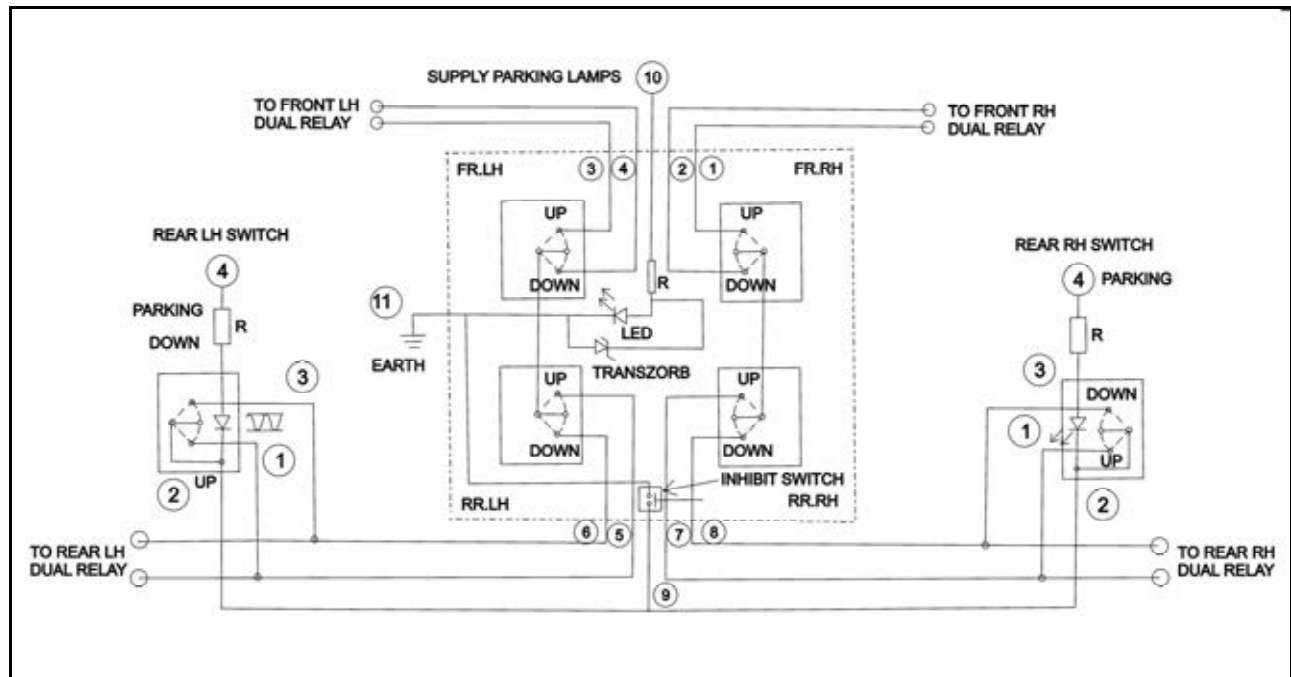 SUPPLY PARKING LAMPS
10
TO FRONT LH
DUAL RELAY
TO FRONT RH
DUAL RELAY
FR.LH
3
4
2
1
FR.RH
UP
DOWN
UP
DOWN
R
REAR LH SWITCH
4
PARKING
DOWN
R
3
1
2
UP
REAR RH SWITCH
4
PARKING
R
3
DOWN
1
UP
2
11
EARTH
LED
TRANSZORB
UP
DOWN
UP
DOWN
INHIBIT SWITCH
RR.LH
RR.RH
6
5
7
8
9
TO REAR LH
DUAL RELAY
TO REAR RH
DUAL RELAY